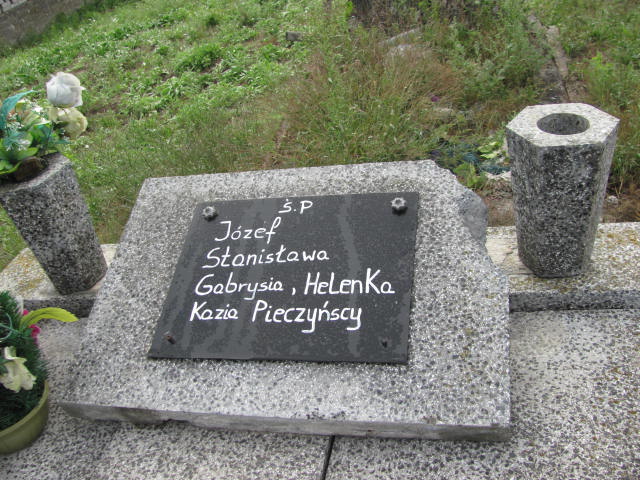 Ś.P
Józef
Stanisława
Gabrysia, HeLenKa
Kazia Pieczyńscy